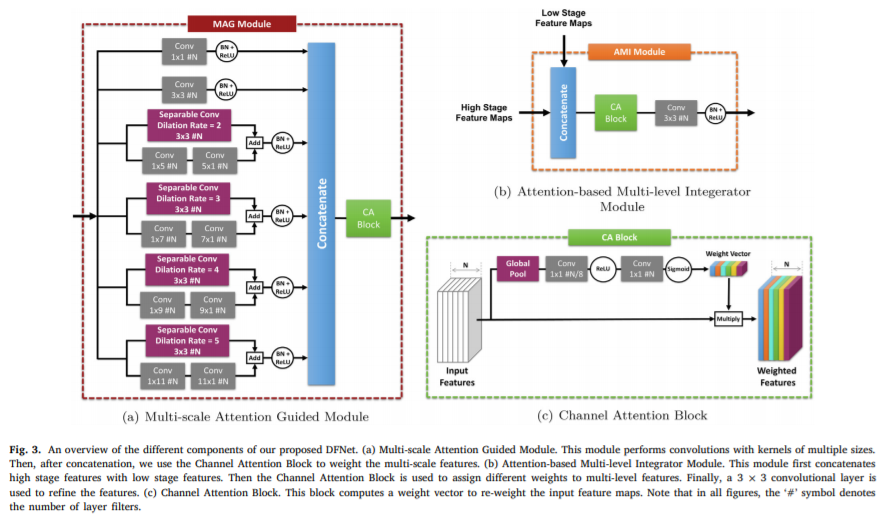 MAG Module
Conv
1x1 #N
BN +
ReLU
Conv
3x3 #N
BN +
ReLU
Separable Conv
Dilation Rate = 2
3x3 #N
Conv
1x5 #N
Conv
5x1 #N
Add
BN +
ReLU
Separable Conv
Dilation Rate = 3
3x3 #N
Conv
1x7 #N
Conv
7x1 #N
Add
BN +
ReLU
Separable Conv
Dilation Rate = 4
3x3 #N
Conv
1x9 #N
Conv
9x1 #N
Add
BN +
ReLU
Separable Conv
Dilation Rate = 5
3x3 #N
Conv
1x11 #N
Conv
11x1 #N
Add
BN +
ReLU
Concatenate
CA
Block
(a) Multi-scale Attention Guided Module
Low Stage
Feature Maps
AMI Module
High Stage
Feature Maps
Concatenate
CA
Block
Conv
3x3 #N
BN +
ReLU
(b) Attention-based Multi-level Integerator
Module
CA Block
N
Input
Features
Global
Pool
Conv
1x1 #N/8
ReLU
Conv
1x1 #N
Sigmoid
Weight Vector
Multiply
N
Weighted
Features
(c) Channel Attention Block
Fig. 3. An overview of the different components of our proposed DFNet. (a) Multi-scale Attention Guided Module. This module performs convolutions with kernels of multiple sizes.
Then, after concatenation, we use the Channel Attention Block to weight the multi-scale features. (b) Attention-based Multi-level Integrator Module. This module first concatenates
high stage features with low stage features. Then the Channel Attention Block is used to assign different weights to multi-level features. Finally, a 3 × 3 convolutional layer is
used to refine the features. (c) Channel Attention Block. This block computes a weight vector to re-weight the input feature maps. Note that in all figures, the ‘#’ symbol denotes
the number of layer filters.